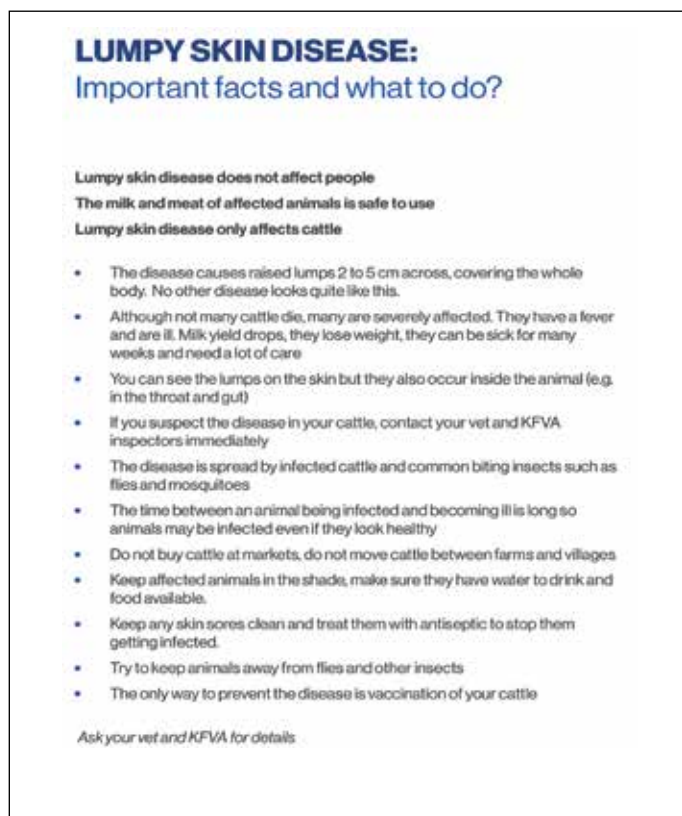 LUMPY SKIN DISEASE:
Important facts and what to do?
Lumpy skin disease does not affect people
The milk and meat of affected animals is safe to use
Lumpy skin disease only affects cattle
• The disease causes raised lumps 2 to 5 cm across, covering the whole
body. No other disease looks quite like this.
• Although not many cattle die, many are severely affected. They have a fever
and are ill. Milk yield drops, they lose weight, they can be sick for many
weeks and need a lot of care
• You can see the lumps on the skin but they also occur inside the animal (e.g.
in the throat and gut)
• If you suspect the disease in your cattle, contact your vet and KFVA
inspectors immediately
• The disease is spread by infected cattle and common biting insects such as
flies and mosquitoes
• The time between an animal being infected and becoming ill is long so
animals may be infected even if they look healthy
• Do not buy cattle at markets, do not move cattle between farms and villages
• Keep affected animals in the shade, make sure they have water to drink and
food available.
• Keep any skin sores clean and treat them with antiseptic to stop them
getting infected.
• Try to keep animals away from flies and other insects
• The only way to prevent the disease is vaccination of your cattle
Ask your vet and KFVA for details